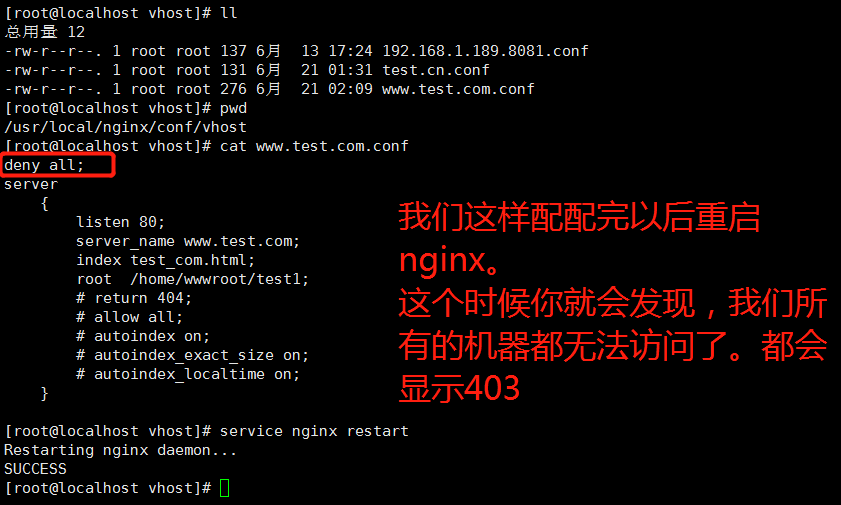 [root@localhost vhost]# ll
总用量 12
-rw-r--r--. 1 root root 137 6月  13 17:24 192.168.1.189.8081.conf
-rw-r--r--. 1 root root 131 6月  21 01:31 test.cn.conf
-rw-r--r--. 1 root root 276 6月  21 02:09 www.test.com.conf
[root@localhost vhost]# pwd
/usr/local/nginx/conf/vhost
[root@localhost vhost]# cat www.test.com.conf
deny all;
server
    {
        listen 80;
        server_name www.test.com;
        index test_com.html;
        root  /home/wwwroot/test1;
        # return 404;
        # allow all;
        # autoindex on;
        # autoindex_exact_size on;
        # autoindex_localtime on;
    }
[root@localhost vhost]# service nginx restart
Restarting nginx daemon...
SUCCESS
[root@localhost vhost]#
我们这样配配完以后重启
nginx。
这个时候你就会发现，我们所
有的机器都无法访问了。都会
显示403